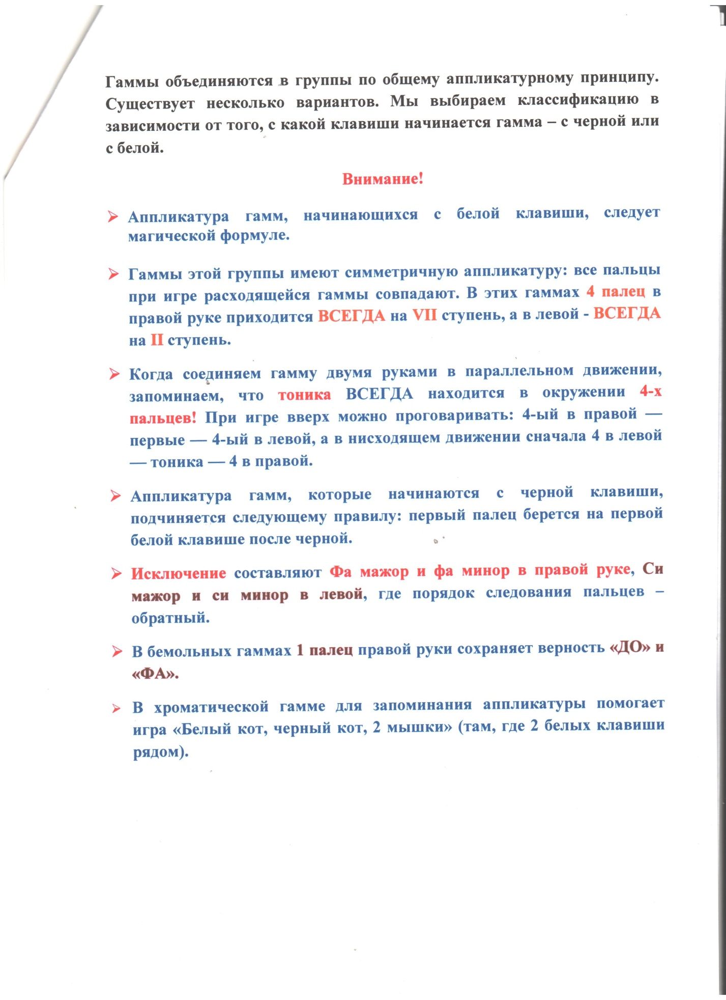 Гаммы объединяются в группы по общему аппликатурному принципу.
Существует несколько вариантов. Мы выбираем классификацию в
зависимости от того, с какой клавиши начинается гамма – с черной или
с белой.
Внимание!
➢ Аппликатура гамм, начинающихся с белой клавиши, следует
магической формуле.
➢ Гаммы этой группы имеют симметричную аппликатуру: все пальцы
при игре расходящейся гаммы совпадают. В этих гаммах 4 палец в
правой руке приходится ВСЕГДА на VII ступень, а в левой - ВСЕГДА
на II ступень.
➢ Когда соединяем гамму двумя руками в параллельном движении,
запоминаем, что тоника ВСЕГДА находится в окружении 4-х
пальцев! При игре вверх можно проговаривать: 4-ый в правой —
первые — 4-ый в левой, а в нисходящем движении сначала 4 в левой
— тоника — 4 в правой.
➢ Аппликатура гамм, которые начинаются с черной клавиши,
подчиняется следующему правилу: первый палец берется на первой
белой клавише после черной.
➢ Исключение составляют Фа мажор и фа минор в правой руке, Си
мажор и си минор в левой, где порядок следования пальцев –
обратный.
➢ В бемольных гаммах 1 палец правой руки сохраняет верность «ДО» и
«ФА».
➢ В хроматической гамме для запоминания аппликатуры помогает
игра «Белый кот, черный кот, 2 мышки» (там, где 2 белых клавиши
рядом).